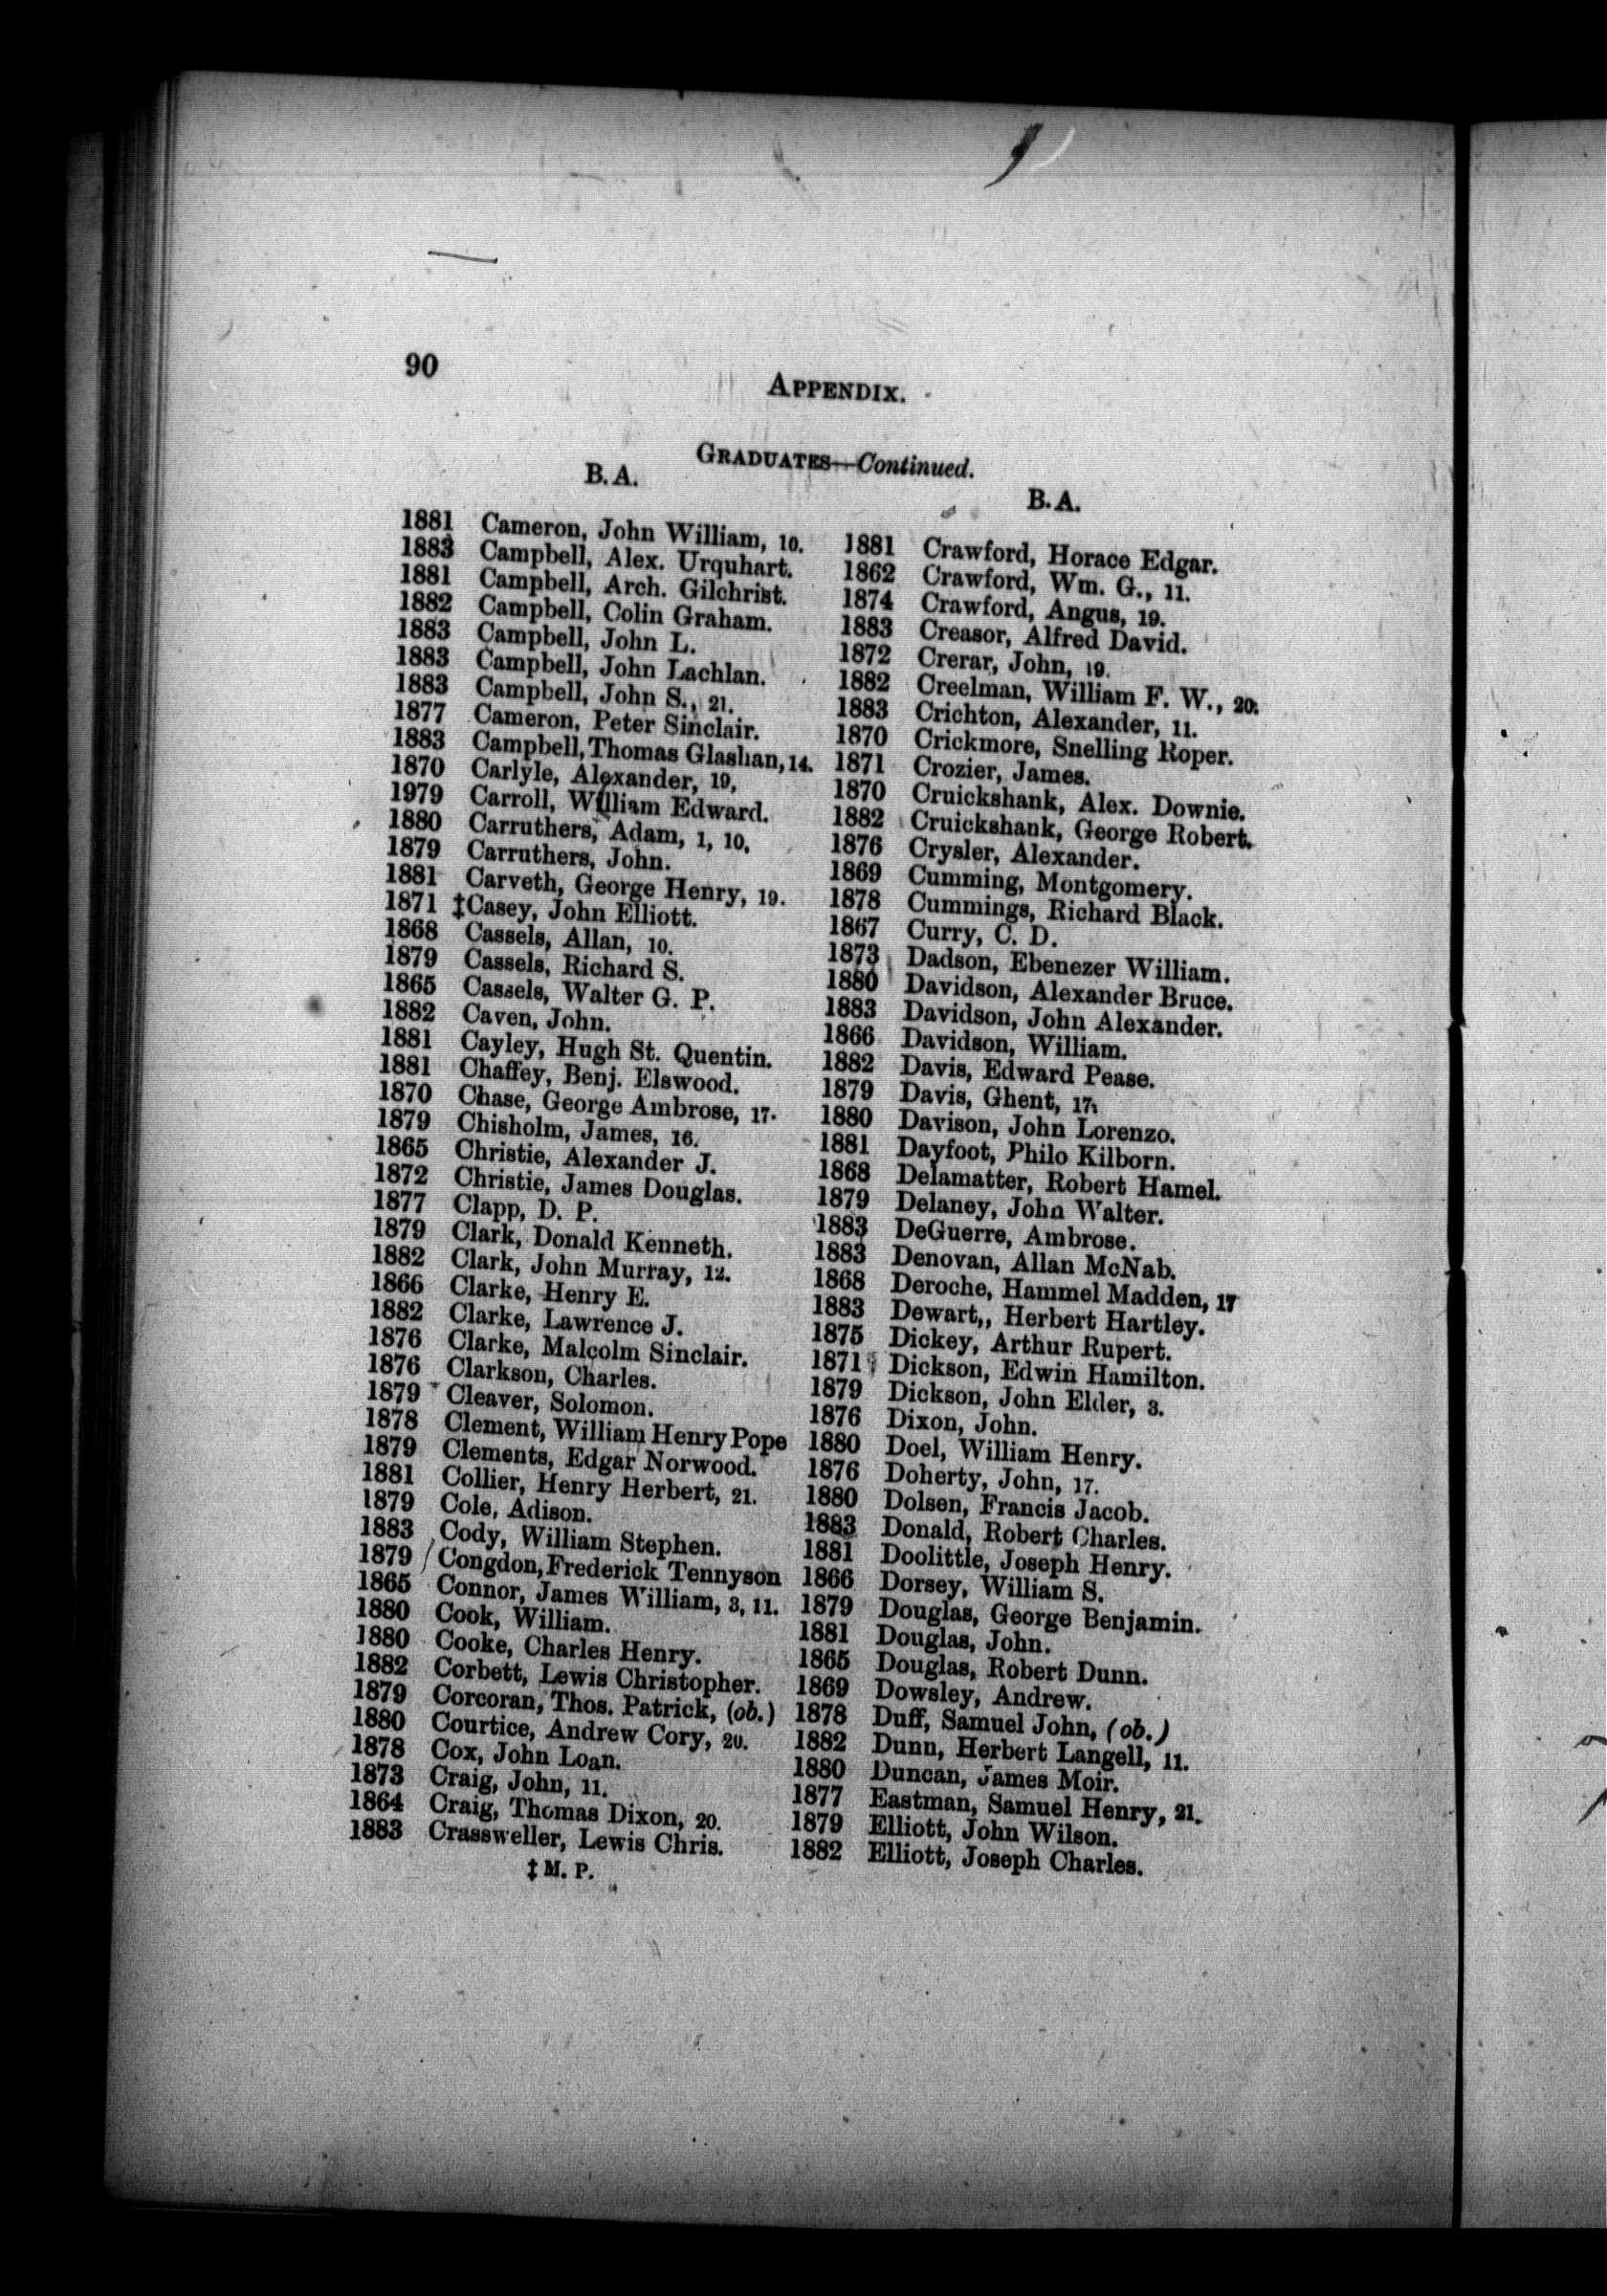 90
APPENDIX.
GRADUATES—Continued.
B. A.
1881 Cameron, John William, 10.
1883 Campbell, Alex. Urquhart.
1881 Campbell, Arch. Gilchrist.
1882 Campbell, Colin Graham.
1883 Campbell, John L.
1883 Campbell, John Lachlan.
1883 Campbell, John S., 21.
1877 Cameron, Peter Sinclair.
1883 Campbell, Thomas Glashan, 14.
1870 Carlyle, Alexander, 19,
1979 Carroll, William Edward.
1880 Carruthers, Adam, 1, 10.
1879 Carruthers, John.
1881 Carveth, George Henry, 19.
1871 ‡Casey, John Elliott.
1868 Cassels, Allan, 10.
1879 Cassels, Richard S.
1865 Cassels, Walter G. P.
1882 Caven, John.
1881 Cayley, Hugh St. Quentin.
1881 Chaffey, Benj. Elswood.
1870 Chase, George Ambrose, 17.
1879 Chisholm, James, 16.
1865 Christie, Alexander J.
1872 Christie, James Douglas.
1877 Clapp, D. P.
1879 Clark, Donald Kenneth.
1882 Clark, John Murray, 12.
1866 Clarke, Henry E.
1882 Clarke, Lawrence J.
1876 Clarke, Malcolm Sinclair.
1876 Clarkson, Charles.
1879 Cleaver, Solomon.
1878 Clement, William Henry Pope
1879 Clements, Edgar Norwood.
1881 Collier, Henry Herbert, 21.
1879 Cole, Adison.
1883 Cody, William Stephen.
1879 Congdon, Frederick Tennyson
1865 Connor, James William, 3, 11.
1880 Cook, William.
1880 Cooke, Charles Henry.
1882 Corbett, Lewis Christopher.
1879 Corcoran, Thos. Patrick, (ob.)
1880 Courtice, Andrew Cory, 20.
1878 Cox, John Loan.
1873 Craig, John, 11.
1864 Craig, Thomas Dixon, 20.
1883 Crassweller, Lewis Chris.
‡ M. P.
B. A.
1881 Crawford, Horace Edgar.
1862 Crawford, Wm. G., 11.
1874 Crawford, Angus, 19.
1883 Creasor, Alfred David.
1872 Crerar, John, 19.
1882 Creelman, William F. W., 20.
1883 Crichton, Alexander, 11.
1870 Crickmore, Snelling Roper.
1871 Crozier, James.
1870 Cruickshank, Alex. Downie.
1882 Cruickshank, George Robert.
1876 Crysler, Alexander.
1869 Cumming, Montgomery.
1878 Cummings, Richard Black.
1867 Curry, C. D.
1873 Dadson, Ebenezer William.
1880 Davidson, Alexander Bruce.
1883 Davidson, John Alexander.
1866 Davidson, William.
1882 Davis, Edward Pease.
1879 Davis, Ghent, 17.
1880 Davison, John Lorenzo.
1881 Dayfoot, Philo Kilborn.
1868 Delamatter, Robert Hamel.
1879 Delaney, John Walter.
1883 DeGuerre, Ambrose.
1883 Denovan, Allan McNab.
1868 Deroche, Hammel Madden, 17
1883 Dewart,, Herbert Hartley.
1875 Dickey, Arthur Rupert.
1871 Dickson, Edwin Hamilton.
1879 Dickson, John Elder, 3.
1876 Dixon, John.
1880 Doel, William Henry.
1876 Doherty, John, 17.
1880 Dolsen, Francis Jacob.
1883 Donald, Robert Charles.
1881 Doolittle, Joseph Henry.
1866 Dorsey, William S.
1879 Douglas, George Benjamin.
1881 Douglas, John.
1865 Douglas, Robert Dunn.
1869 Dowsley, Andrew.
1878 Duff, Samuel John, (ob.)
1882 Dunn, Herbert Langell, 11.
1880 Duncan, James Moir.
1877 Eastman, Samuel Henry, 21.
1879 Elliott, John Wilson.
1882 Elliott, Joseph Charles.